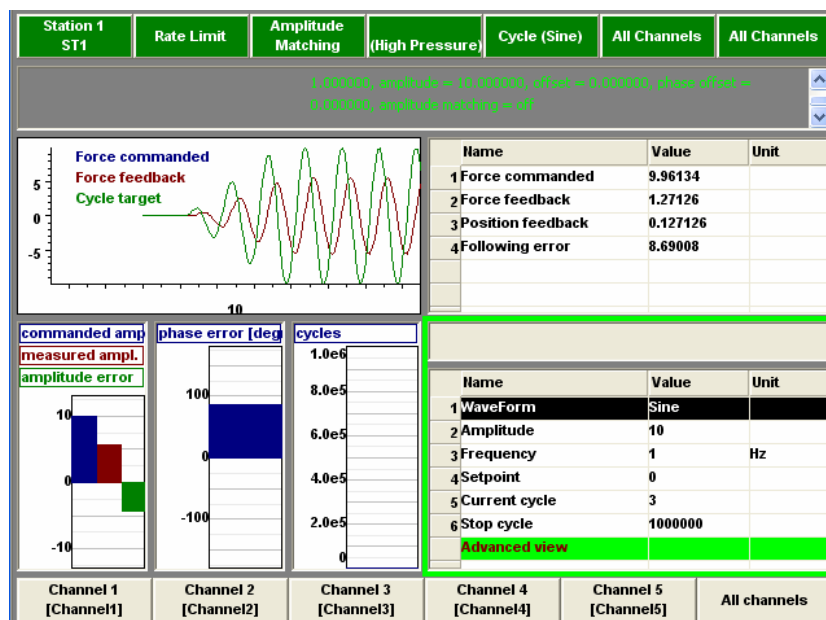 Station 1
ST1
Rate Limit
Amplitude
Matching
(High Pressure)
Cycle (Sine)
All Channels
All Channels
1.000000, amplitude = 10.000000, offset = 0.000000, phase offset =
0.000000, amplitude matching = off
Force commanded
Force feedback
Cycle target
5
0
-5
10
Name Value Unit
1 Force commanded 9.96134
2 Force feedback 1.27126
3 Position feedback 0.127126
4 Following error 8.69008
commanded amp
measured ampl.
amplitude error
10
0
-10
phase error [deg
100
0
-100
cycles
1.0e6
8.0e5
6.0e5
4.0e5
2.0e5
0
Name Value Unit
1 WaveForm Sine
2 Amplitude 10
3 Frequency 1 Hz
4 Setpoint 0
5 Current cycle 3
6 Stop cycle 1000000
Advanced view
Channel 1
[Channel1]
Channel 2
[Channel2]
Channel 3
[Channel3]
Channel 4
[Channel4]
Channel 5
[Channel5]
All channels